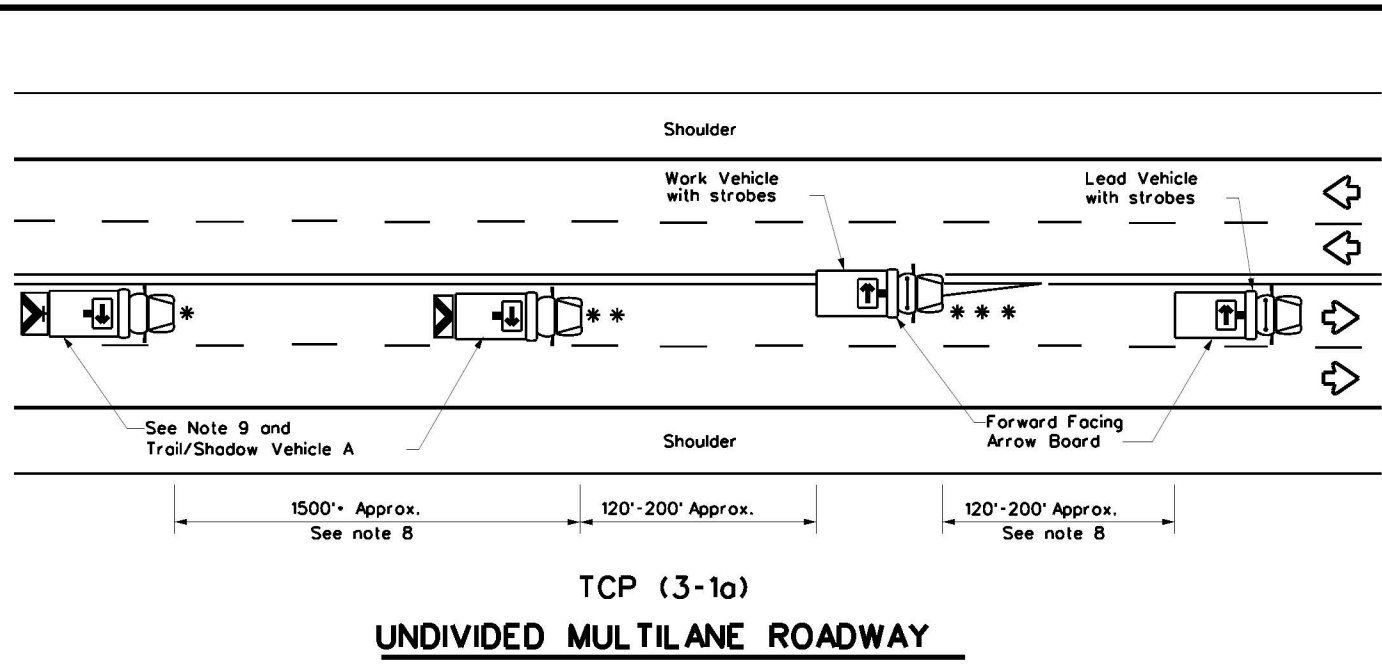 Shoulder
Work Vehicle
with strobes
Lead Vehicle
with strobes
*
* *
* * *
See Note 9 and
Trail/Shadow Vehicle A
Shoulder
Forward Facing
Arrow Board
1500'+ Approx.
See note 8
120'-200' Approx.
120'-200' Approx.
See note 8
TCP (3-1a)
UNDIVIDED MULTILANE ROADWAY